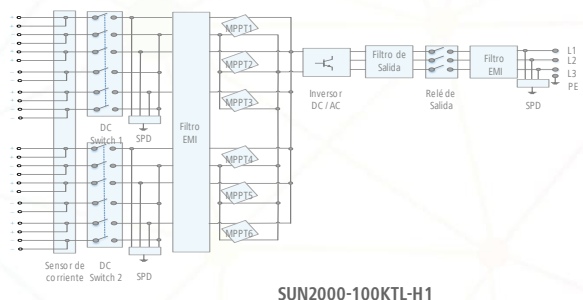 MPPT1
MPPT2
MPPT3
DC
Switch 1
SPD
Filtro
EMI
Inversor
DC / AC
Filtro de
Salida
Relé de
Salida
Filtro
EMI
SPD
L1
L2
L3
PE
MPPT4
MPPT5
MPPT6
Sensor de
corriente
DC
Switch 2
SPD
SUN2000-100KTL-H1